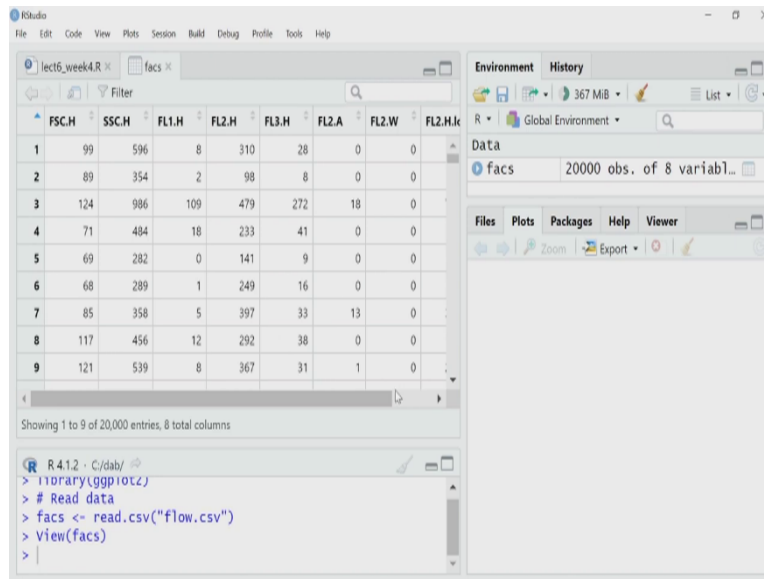 RStudio
File Edit Code View Plots Session Build Debug Profile Tools Help
lect6_week4.R × facs ×
Filter
FSC.H SSC.H FL1.H FL2.H FL3.H FL2.A FL2.W FL2.H.lo
1 99 596 8 310 28 0 0
2 89 354 2 98 8 0 0
3 124 986 109 479 272 18 0
4 71 484 18 233 41 0 0
5 69 282 0 141 9 0 0
6 68 289 1 249 16 0 0
7 85 358 5 397 33 13 0
8 117 456 12 292 38 0 0
9 121 539 8 367 31 1 0
Showing 1 to 9 of 20,000 entries, 8 total columns
R R 4.1.2 · C:/dab/
> library(ggplot2)
> # Read data
> facs <- read.csv("flow.csv")
> View(facs)
>
Environment History
367 MiB List
R Global Environment
Data
facs 20000 obs. of 8 variabl…
Files Plots Packages Help Viewer
Zoom Export